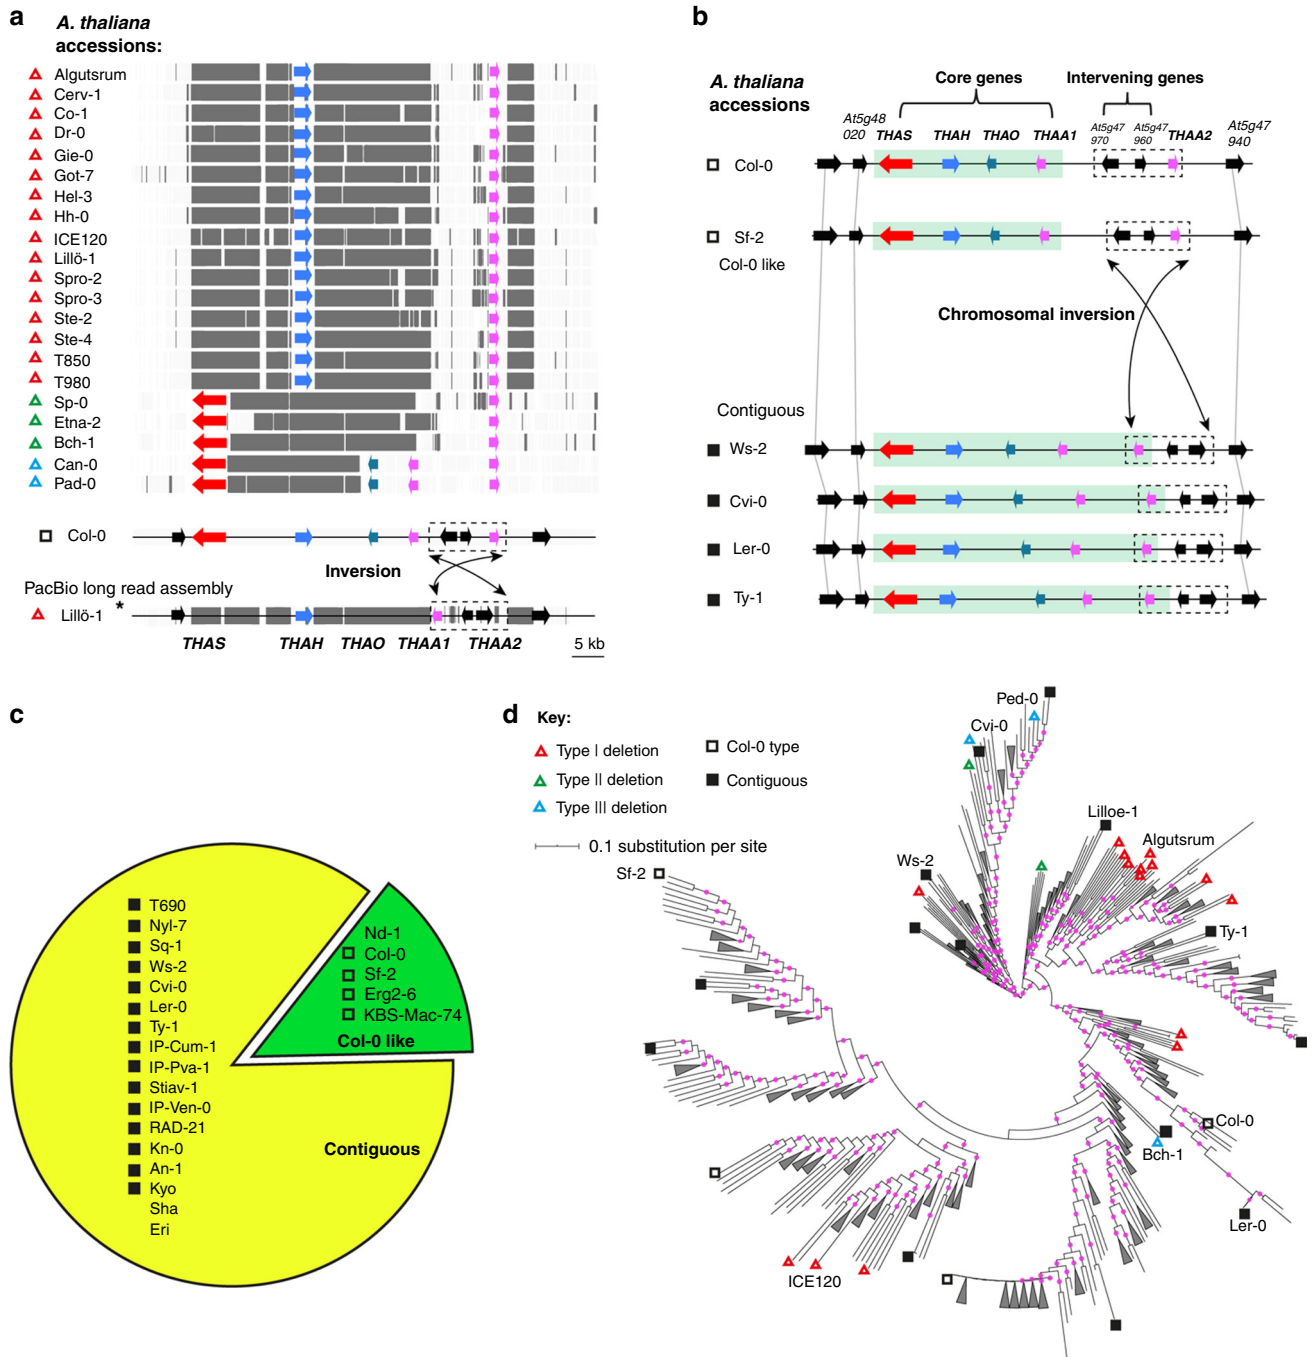 a
A. thaliana
accessions:
Algutsrum
Cerv-1
Co-1
Dr-0
Gie-0
Got-7
Hel-3
Hh-0
ICE120
Lillö-1
Spro-2
Spro-3
Ste-2
Ste-4
T850
T980
Sp-0
Etna-2
Bch-1
Can-0
Pad-0
Col-0
Inversion
PacBio long read assembly
Lillö-1 *
THAS THAH THAO THAA1 THAA2
5 kb
b
A. thaliana
accessions
Core genes
Intervening genes
At5g48
020
THAS THAH THAO THAA1
At5g47
970
At5g47
960
THAA2
At5g47
940
Col-0
Sf-2
Col-0 like
Chromosomal inversion
Contiguous
Ws-2
Cvi-0
Ler-0
Ty-1
c
T690
Nyl-7
Sq-1
Ws-2
Cvi-0
Ler-0
Ty-1
IP-Cum-1
IP-Pva-1
Stiav-1
IP-Ven-0
RAD-21
Kn-0
An-1
Kyo
Sha
Eri
Contiguous
Nd-1
Col-0
Sf-2
Erg2-6
KBS-Mac-74
Col-0 like
d
Key:
Type I deletion
Type II deletion
Type III deletion
Col-0 type
Contiguous
0.1 substitution per site
Ped-0
Cvi-0
Lilloe-1
Algutsrum
Ws-2
Sf-2
Ty-1
Col-0
Bch-1
Ler-0
ICE120